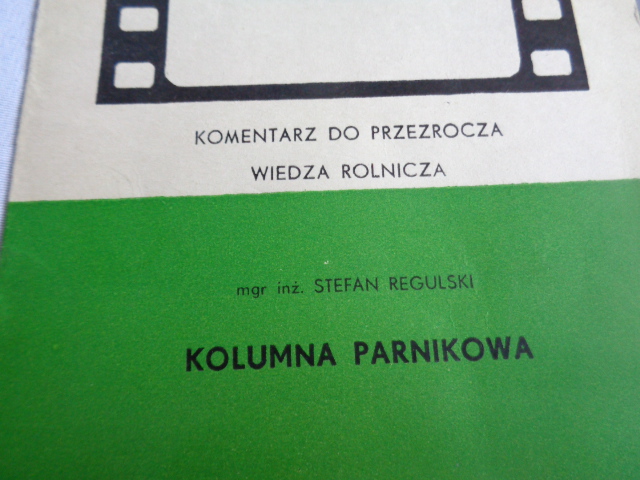 KOMENTARZ DO PRZEZROCZA
WIEDZA ROLNICZA
mgr inż. STEFAN REGULSKI
KOLUMNA PARNIKOWA